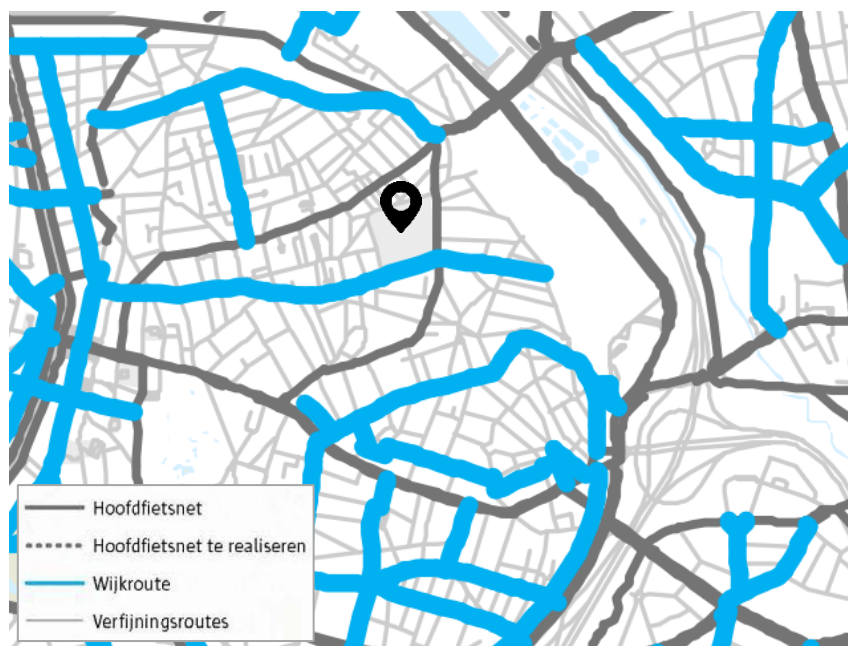 Hoofdfietsnet
Hoofdfietsnet te realiseren
Wijkroute
Verfijningsroutes